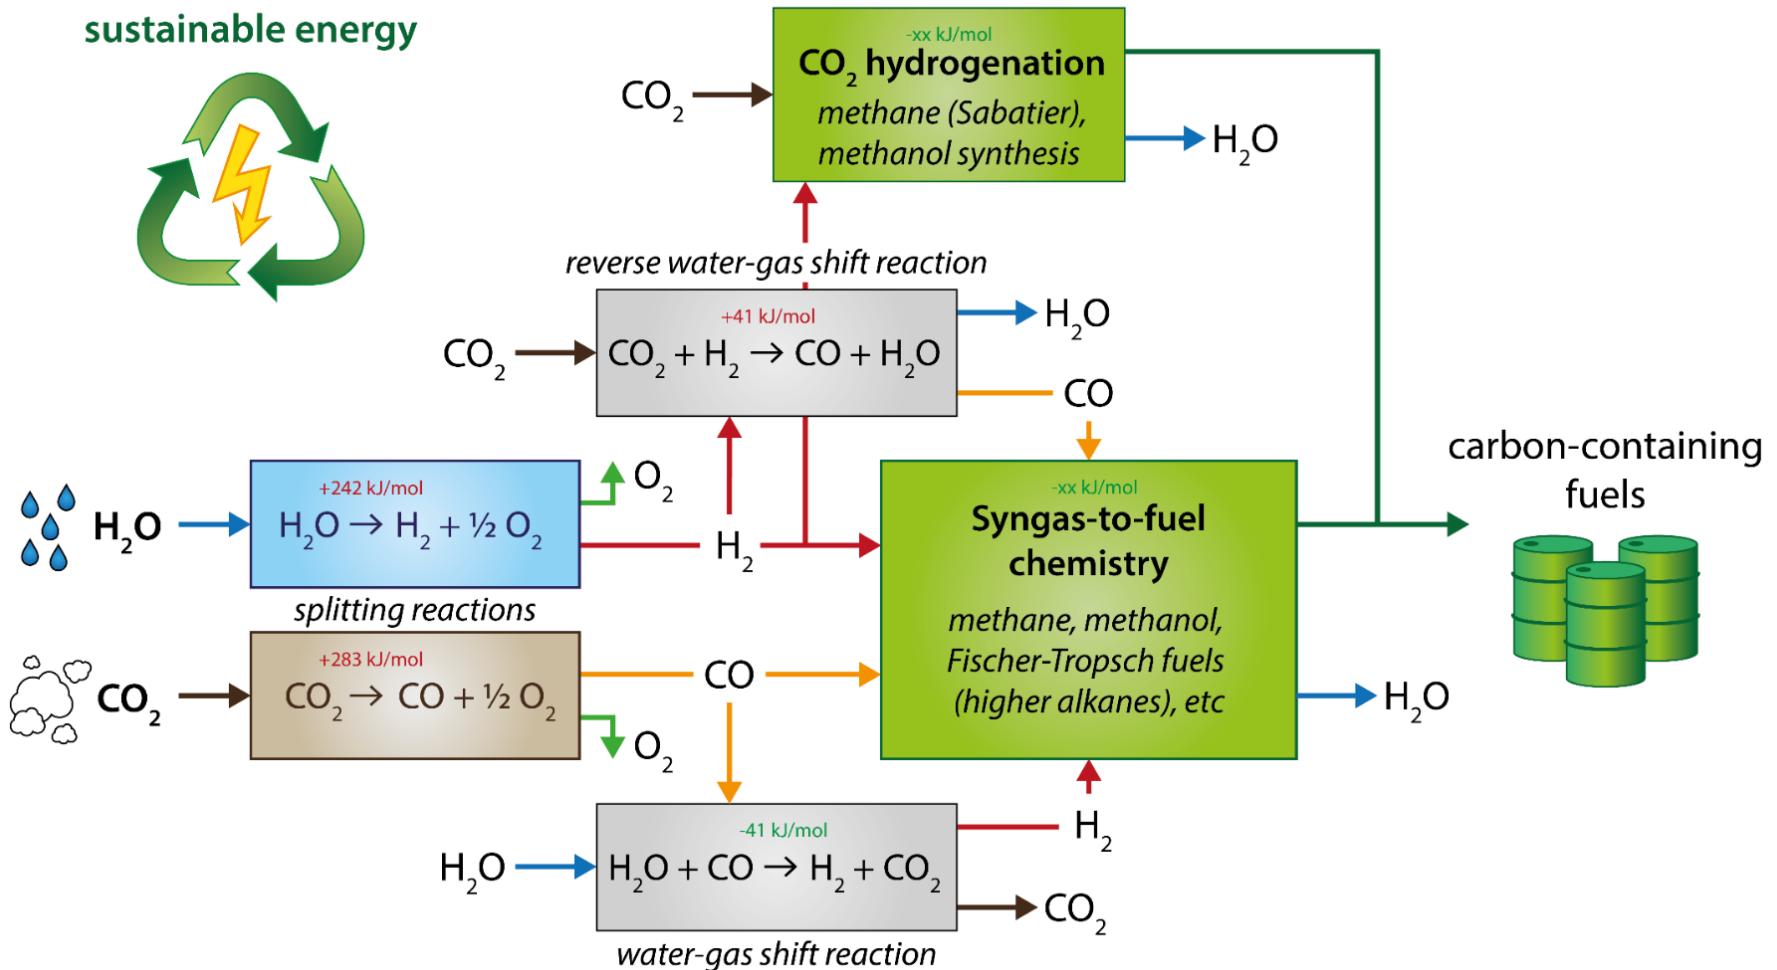 sustainable energy
-xx kJ/mol
CO₂ hydrogenation
methane (Sabatier),
methanol synthesis
CO₂
H₂O
reverse water-gas shift reaction
+41 kJ/mol
CO₂ + H₂ → CO + H₂O
CO₂
H₂O
CO
H₂O
+242 kJ/mol
H₂O → H₂ + ½ O₂
O₂
H₂
splitting reactions
CO₂
+283 kJ/mol
CO₂ → CO + ½ O₂
CO
O₂
-xx kJ/mol
Syngas-to-fuel
chemistry
methane, methanol,
Fischer-Tropsch fuels
(higher alkanes), etc
carbon-containing
fuels
H₂O
H₂O
-41 kJ/mol
H₂O + CO → H₂ + CO₂
H₂
CO₂
water-gas shift reaction